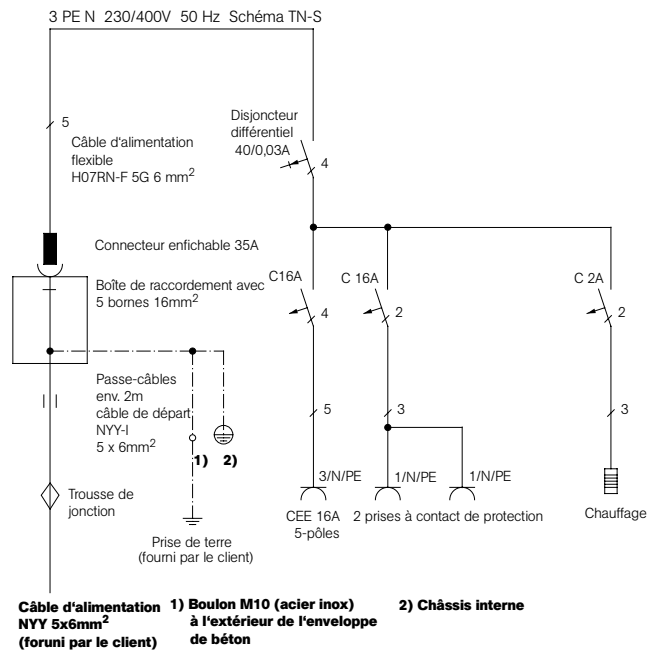 3 PE N 230/400V 50 Hz Schéma TN-S
5
Câble d'alimentation
flexible
H07RN-F 5G 6 mm²
Disjoncteur
différentiel
40/0,03A
4
Connecteur enfichable 35A
Boîte de raccordement avec
5 bornes 16mm²
C16A
4
C 16A
2
C 2A
2
Passe-câbles
env. 2m
câble de départ
NYY-I
5 x 6mm²
1)
2)
5
3
3
3/N/PE
1/N/PE
1/N/PE
CEE 16A
5-pôles
2 prises à contact de protection
Chauffage
Trousse de
jonction
Prise de terre
(fourni par le client)
Câble d'alimentation
NYY 5x6mm²
(foruni par le client)
1) Boulon M10 (acier inox)
à l'extérieur de l'enveloppe
de béton
2) Châssis interne